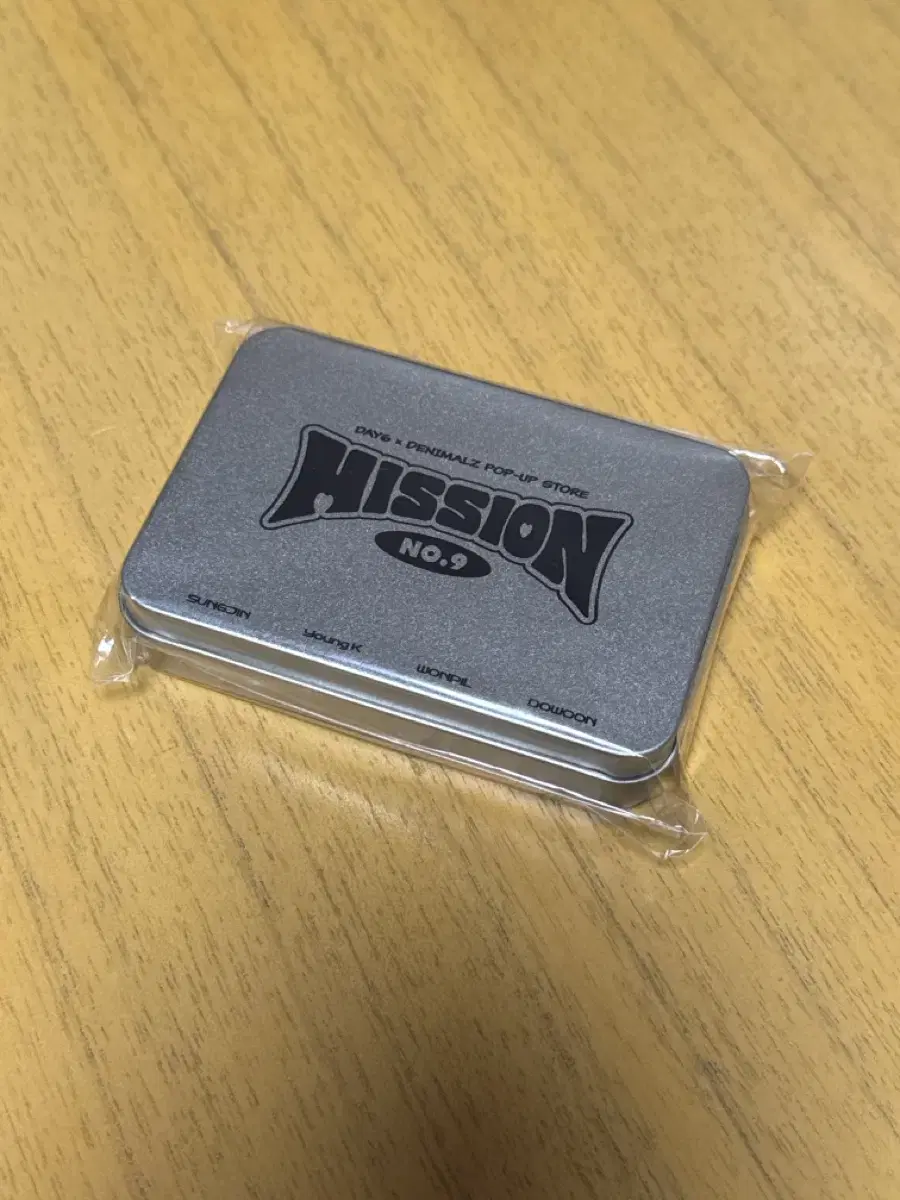 DAY6 × DENIMALZ POP-UP STORE
MISSION
NO.9
SUNGJIN
Young K
WONPIL
DOWOON